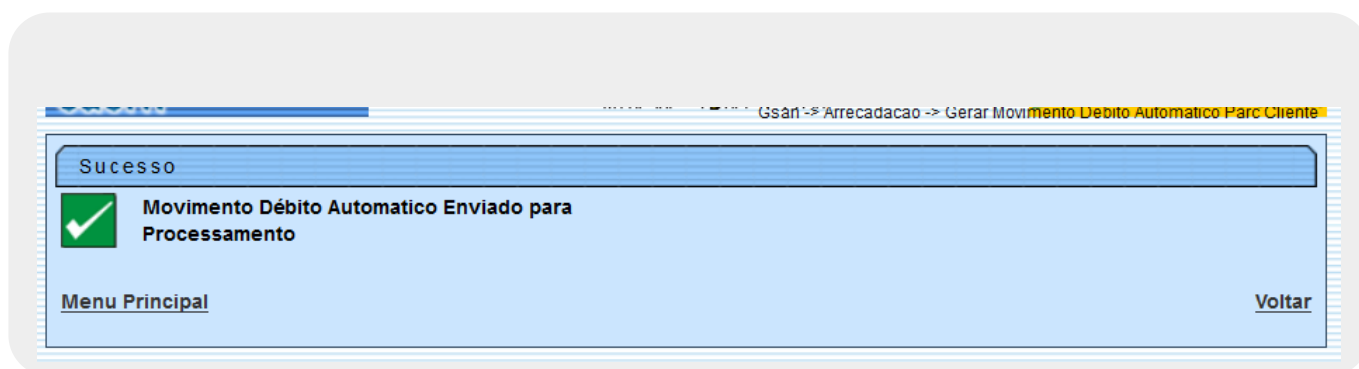 Gsan -> Arrecadacao -> Gerar Movimento Debito Automatico Parc Cliente
Sucesso
Movimento Débito Automatico Enviado para
Processamento
Menu Principal
Voltar